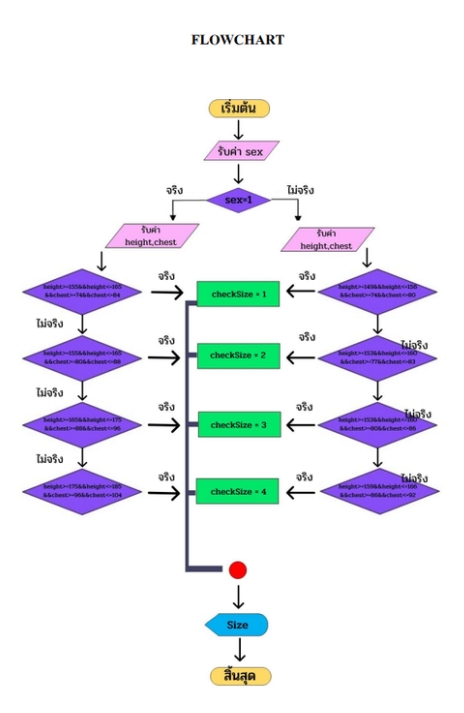 FLOWCHART
เริ่มต้น
รับค่า sex
จริง
ไม่จริง
sex=1
รับค่า
height,chest
รับค่า
height,chest
จริง
จริง
height>=155&&height<=165
&&chest>=74&&chest<=84
checkSize = 1
height>=149&&height<=156
&&chest>=74&&chest<=80
ไม่จริง
ไม่จริง
จริง
จริง
height>=155&&height<=165
&&chest>=80&&chest<=88
checkSize = 2
height>=153&&height<=160
&&chest>=77&&chest<=83
ไม่จริง
ไม่จริง
จริง
จริง
height>=165&&height<=175
&&chest>=88&&chest<=96
checkSize = 3
height>=153&&height<=160
&&chest>=80&&chest<=86
ไม่จริง
ไม่จริง
จริง
จริง
height>=175&&height<=185
&&chest>=96&&chest<=104
checkSize = 4
height>=159&&height<=166
&&chest>=86&&chest<=92
Size
สิ้นสุด